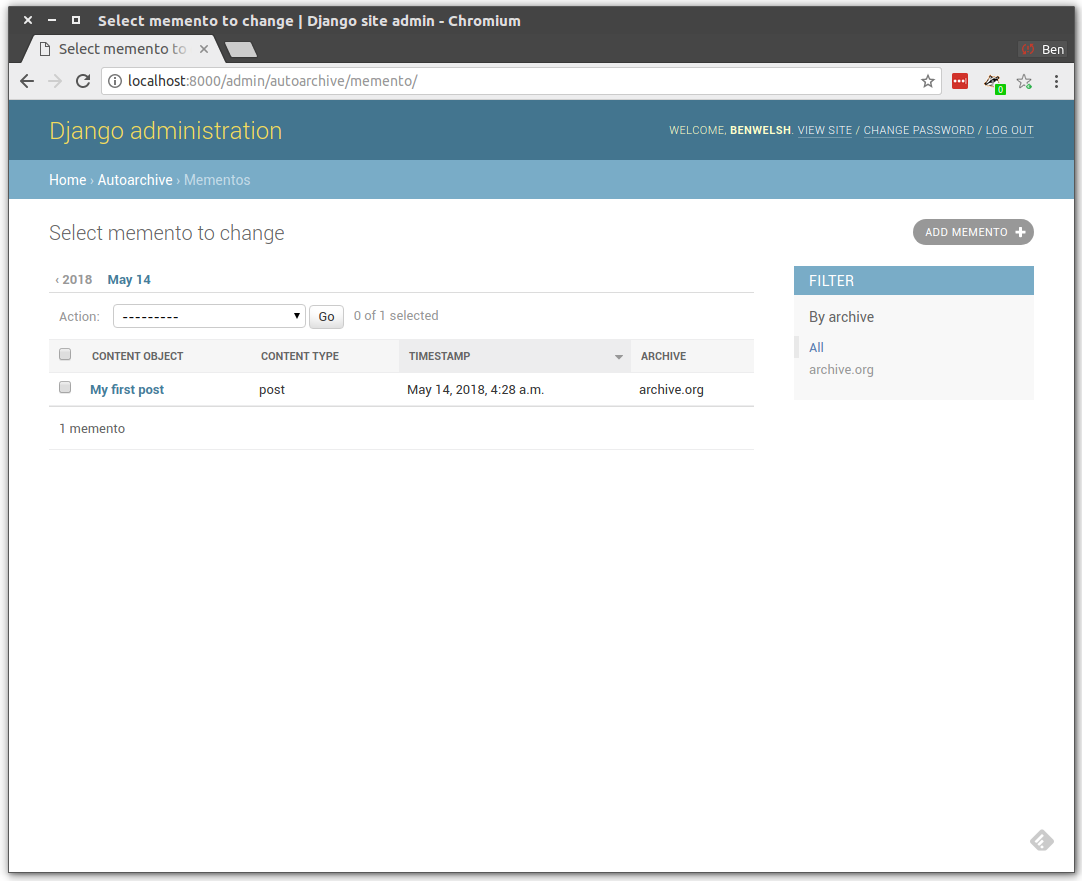 Select memento to change | Django site admin - Chromium
Select memento to
Ben
localhost:8000/admin/autoarchive/memento/
0
Django administration
WELCOME, BENWELSH. VIEW SITE / CHANGE PASSWORD / LOG OUT
Home › Autoarchive › Mementos
Select memento to change
ADD MEMENTO
‹ 2018 May 14
Action: --------- Go 0 of 1 selected
CONTENT OBJECT CONTENT TYPE TIMESTAMP ARCHIVE
My first post post May 14, 2018, 4:28 a.m. archive.org
1 memento
FILTER
By archive
All
archive.org